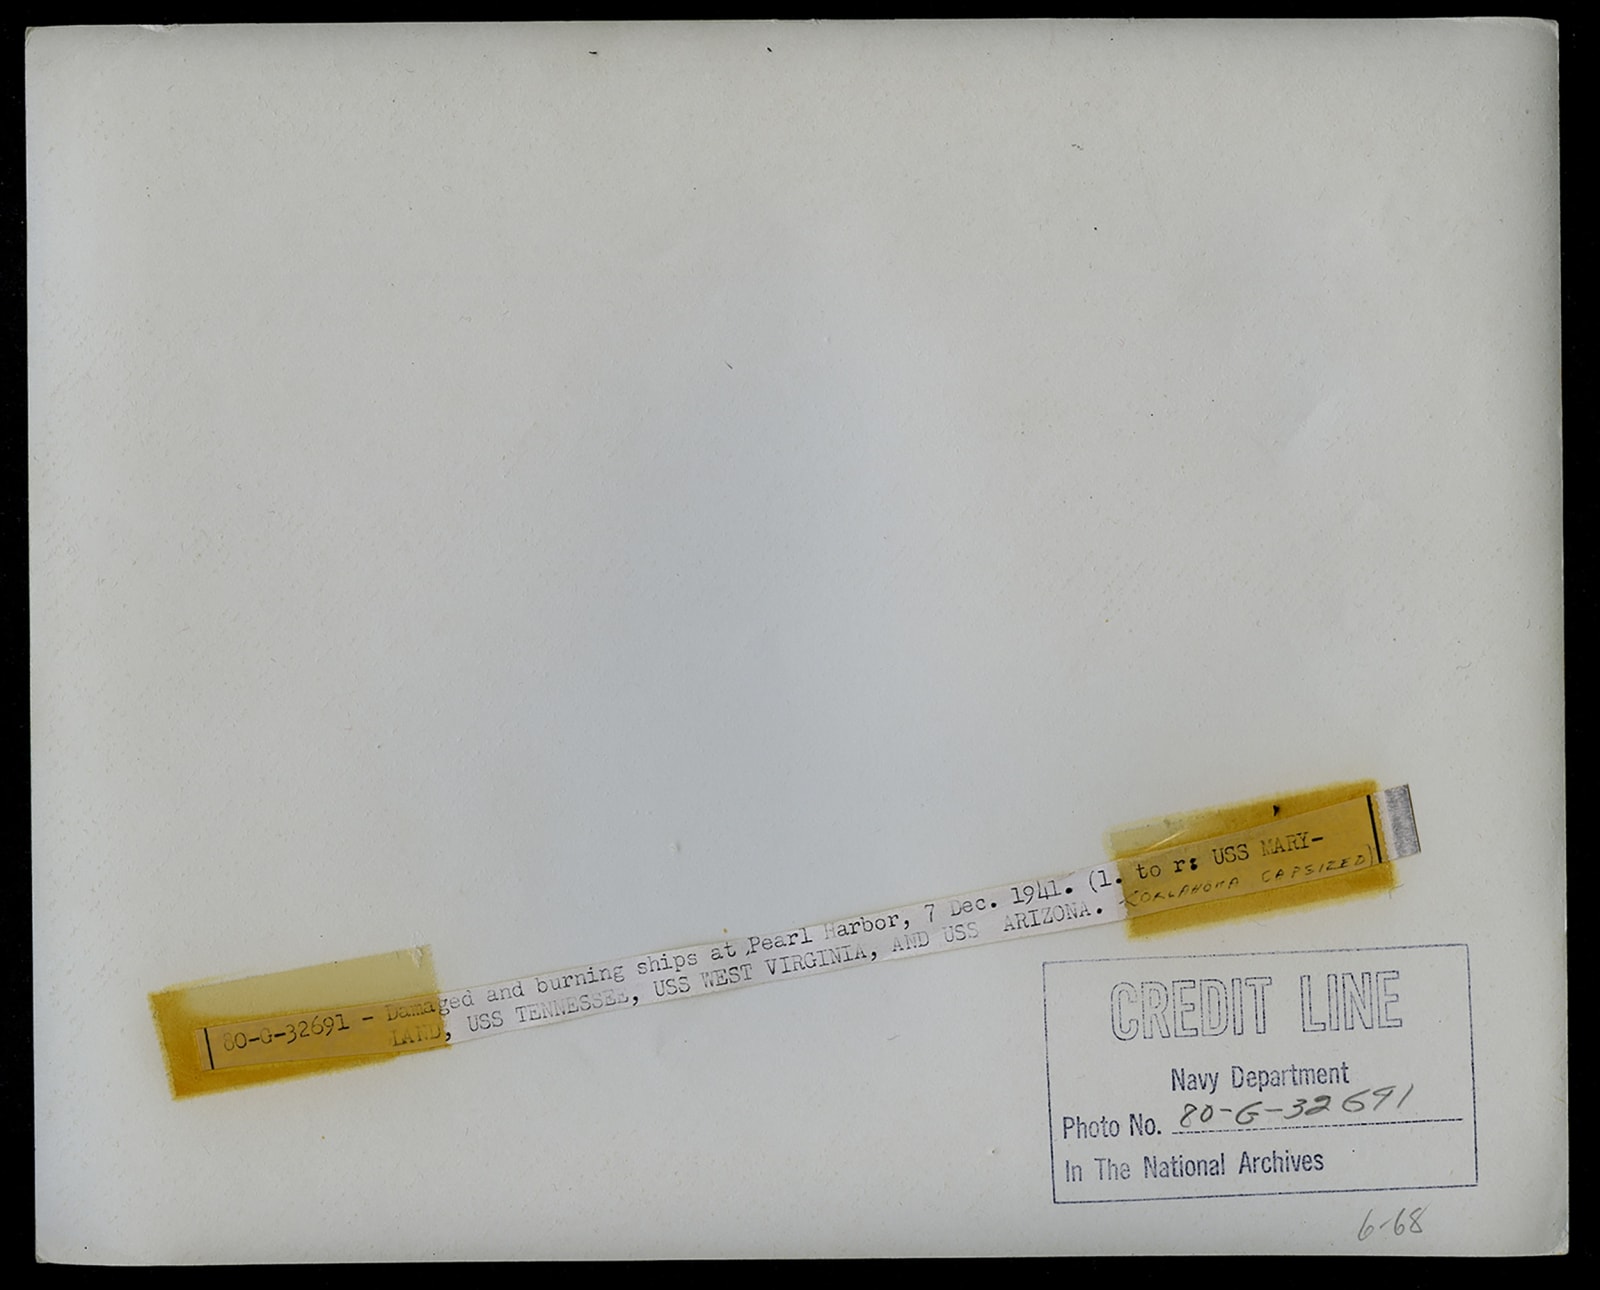 80-G-32691 - Damaged and burning ships at Pearl Harbor, 7 Dec. 1941. (l. to r: USS MARY-
LAND, USS TENNESSEE, USS WEST VIRGINIA, AND USS ARIZONA. (OKLAHOMA CAPSIZED)
CREDIT LINE
Navy Department
Photo No. 80-G-32691
In The National Archives
6-68